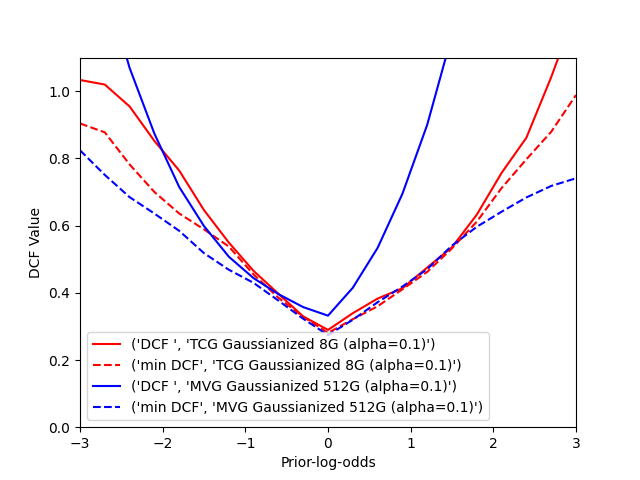 1.0
0.8
0.6
0.4
0.2
0.0
DCF Value
−3 −2 −1 0 1 2 3
Prior-log-odds
('DCF ', 'TCG Gaussianized 8G (alpha=0.1)')
('min DCF', 'TCG Gaussianized 8G (alpha=0.1)')
('DCF ', 'MVG Gaussianized 512G (alpha=0.1)')
('min DCF', 'MVG Gaussianized 512G (alpha=0.1)')